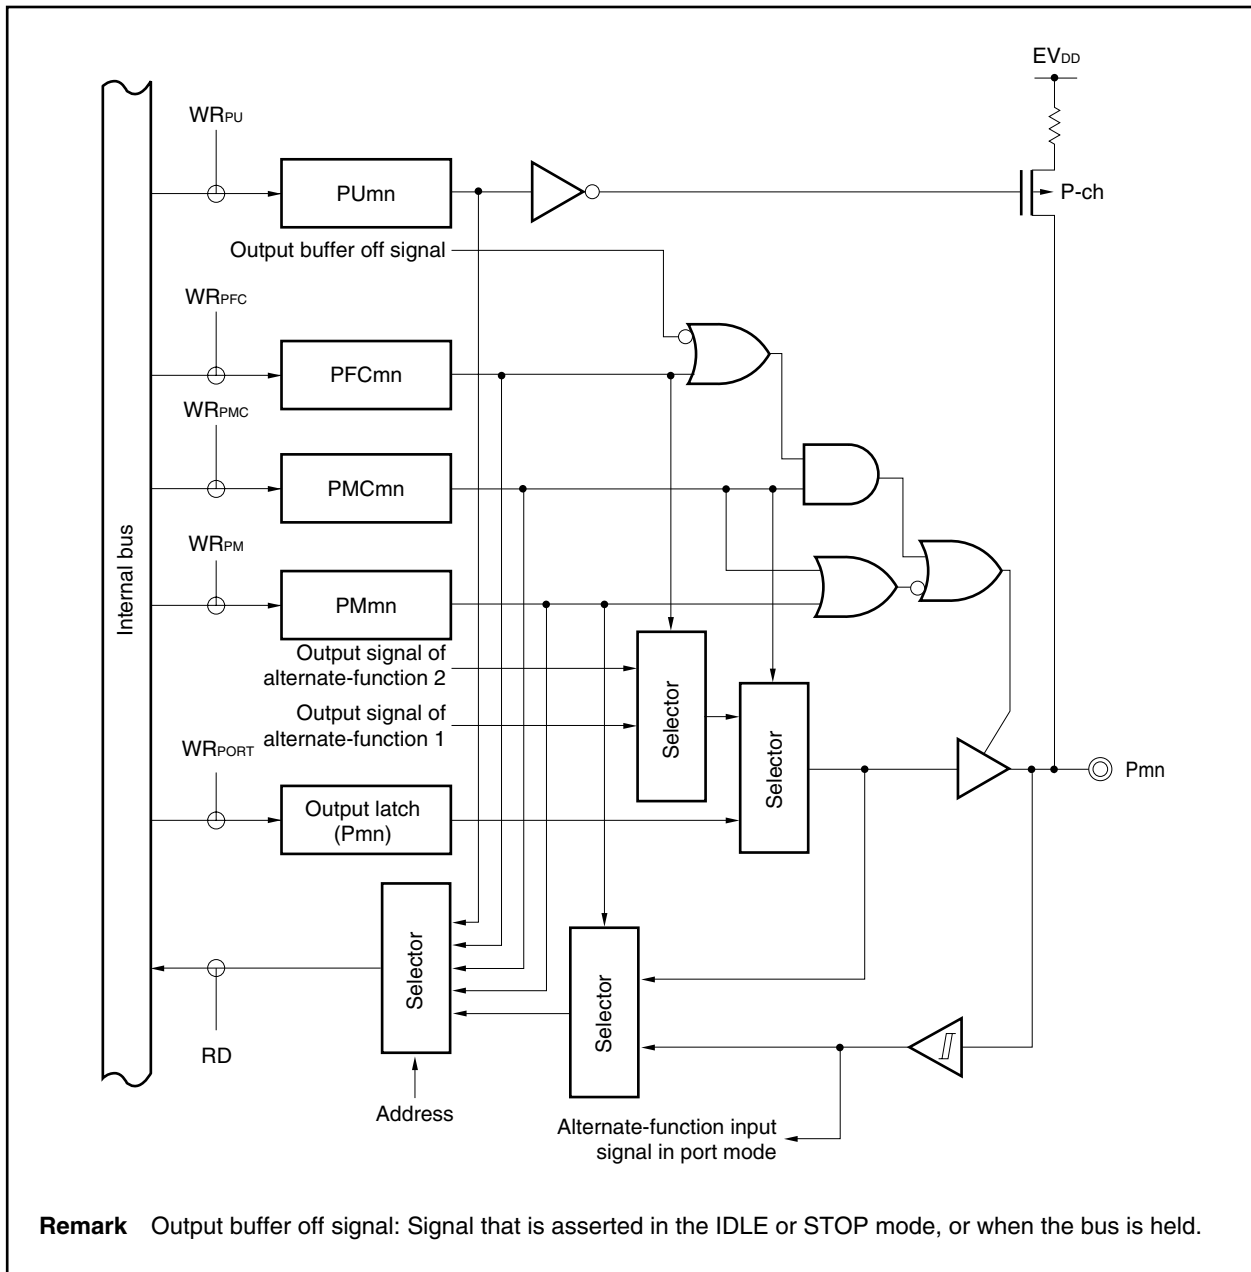 EVDD
WRPU
PUmn
P-ch
Output buffer off signal
WRPFC
PFCmn
WRPMC
PMCmn
WRPM
PMmn
Internal bus
Output signal of
alternate-function 2
Output signal of
alternate-function 1
Selector
Selector
WRPORT
Output latch
(Pmn)
Pmn
Selector
Selector
RD
Address
Alternate-function input
signal in port mode
Remark Output buffer off signal: Signal that is asserted in the IDLE or STOP mode, or when the bus is held.